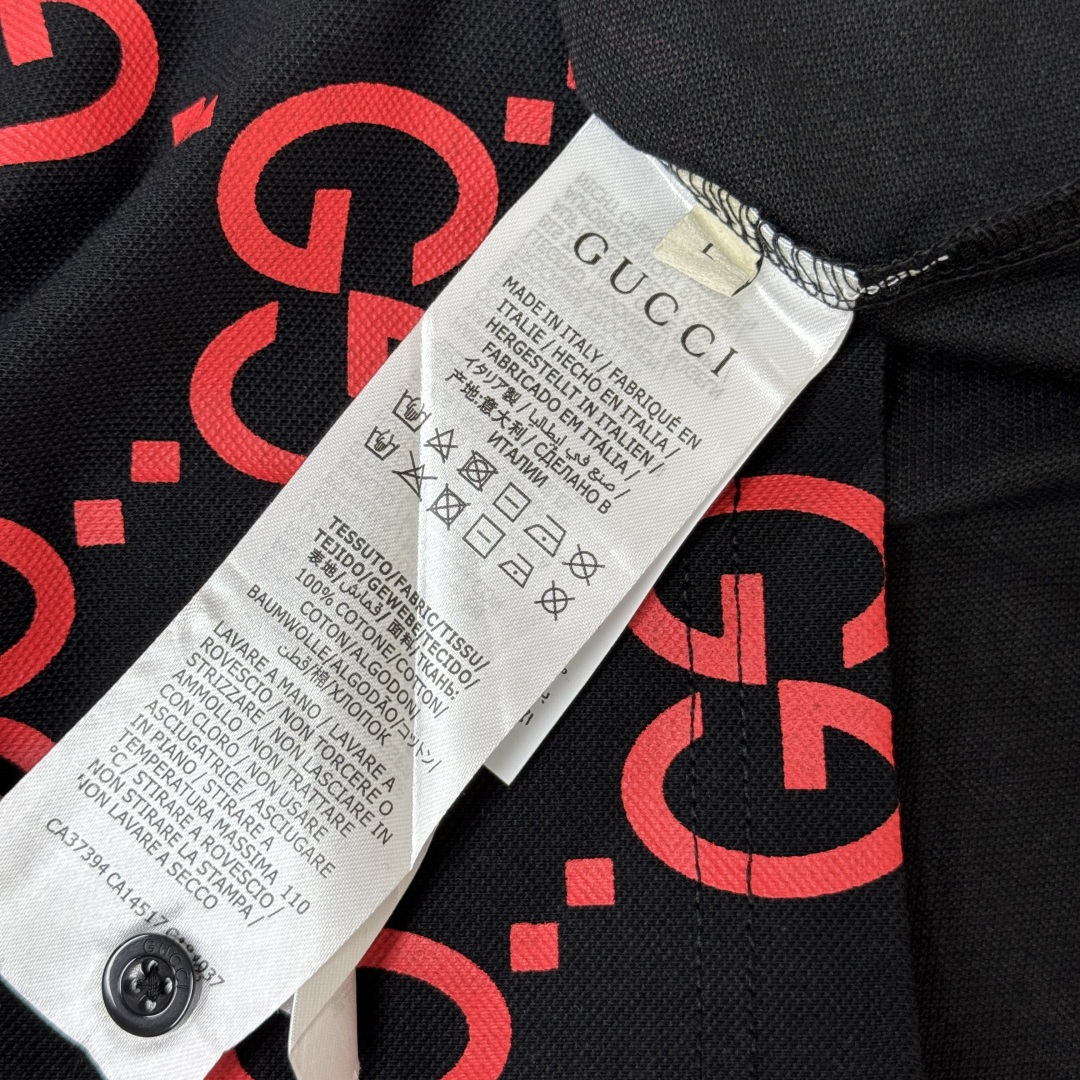 L
GUCCI
MADE IN ITALY / FABRIQUÉ EN
ITALIE / HECHO EN ITALIA /
HERGESTELLT IN ITALIEN /
FABRICADO EM ITÁLIA /
イタリア製 / صنع في إيطاليا /
产地:意大利 / СДЕЛАНО В
ИТАЛИИ
TESSUTO/FABRIC/TISSU/
TEJIDO/GEWEBE/TECIDO/
表地/قماش/面料/ТКАНЬ:
100% COTONE/COTTON/
COTON/ALGODON/
BAUMWOLLE/ALGODÃO/コットン/
قطن/棉/ХЛОПОК
LAVARE A MANO / LAVARE A
ROVESCIO / NON TORCERE O
STRIZZARE / NON LASCIARE IN
AMMOLLO / NON TRATTARE
CON CLORO / NON USARE
ASCIUGATRICE / ASCIUGARE
IN PIANO / STIRARE A
TEMPERATURA MASSIMA 110
°C / STIRARE A ROVESCIO /
NON STIRARE LA STAMPA /
NON LAVARE A SECCO
CA37394 CA14517
GUCCI